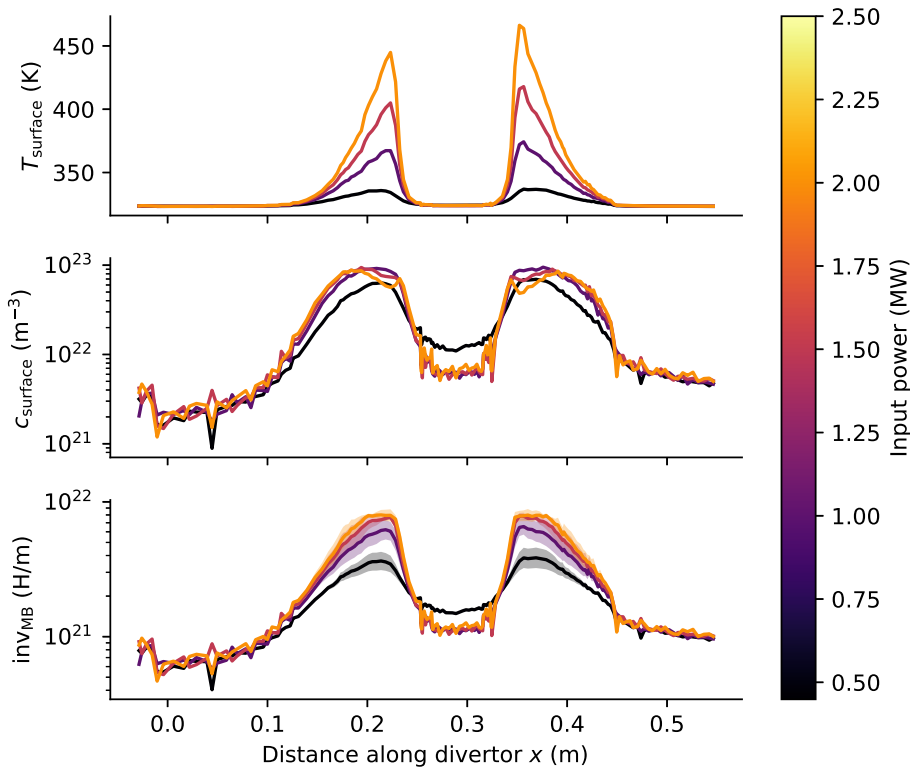 450
400
350
T_surface (K)
10^23
10^22
10^21
c_surface (m^−3)
10^22
10^21
inv_MB (H/m)
0.0 0.1 0.2 0.3 0.4 0.5
Distance along divertor x (m)
2.50
2.25
2.00
1.75
1.50
1.25
1.00
0.75
0.50
Input power (MW)